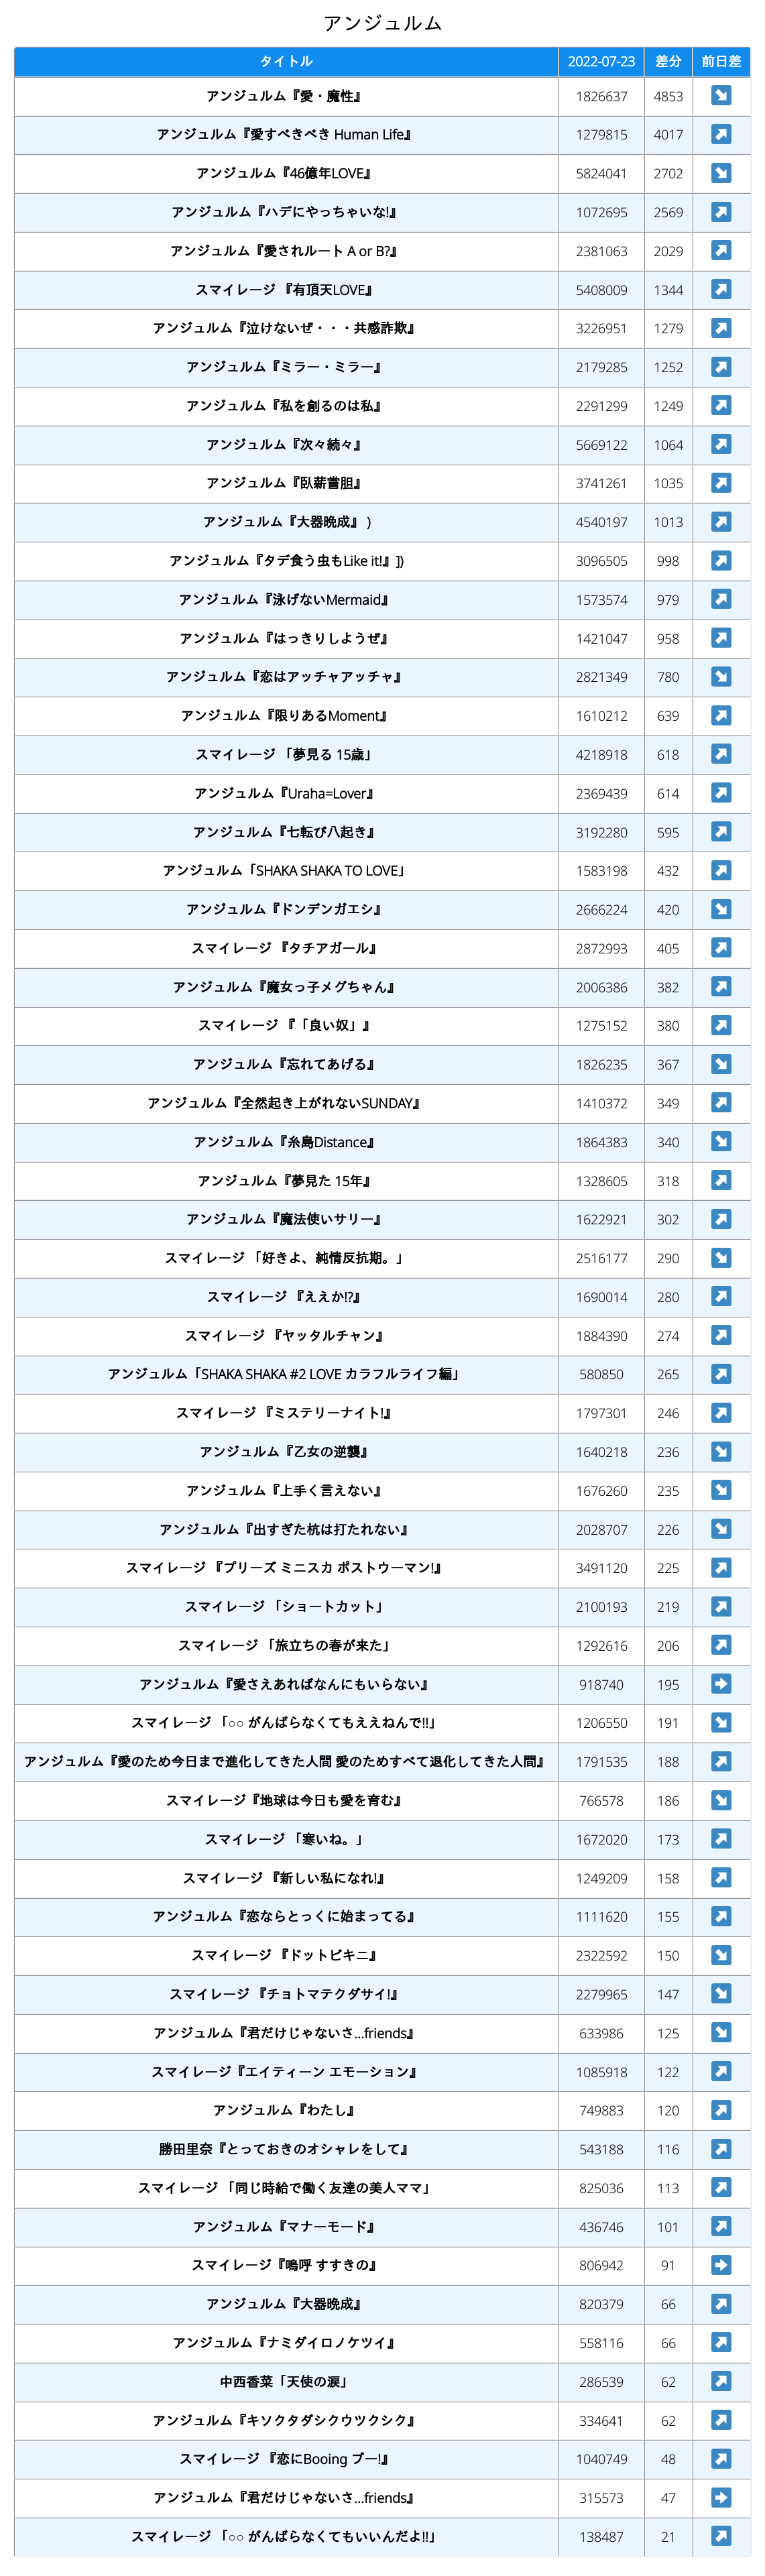 アンジュルム
タイトル 2022-07-23 差分 前日差
アンジュルム『愛・魔性』 1826637 4853 ↘
アンジュルム『愛すべきべき Human Life』 1279815 4017 ↗
アンジュルム『46億年LOVE』 5824041 2702 ↘
アンジュルム『ハデにやっちゃいな!』 1072695 2569 ↗
アンジュルム『愛されルート A or B?』 2381063 2029 ↗
スマイレージ 『有頂天LOVE』 5408009 1344 ↗
アンジュルム『泣けないぜ・・・共感詐欺』 3226951 1279 ↗
アンジュルム『ミラー・ミラー』 2179285 1252 ↗
アンジュルム『私を創るのは私』 2291299 1249 ↗
アンジュルム『次々続々』 5669122 1064 ↗
アンジュルム『臥薪嘗胆』 3741261 1035 ↗
アンジュルム『大器晩成』 ) 4540197 1013 ↗
アンジュルム『タデ食う虫もLike it!』]) 3096505 998 ↗
アンジュルム『泳げないMermaid』 1573574 979 ↗
アンジュルム『はっきりしようぜ』 1421047 958 ↗
アンジュルム『恋はアッチャアッチャ』 2821349 780 ↘
アンジュルム『限りあるMoment』 1610212 639 ↗
スマイレージ 「夢見る 15歳」 4218918 618 ↗
アンジュルム『Uraha=Lover』 2369439 614 ↗
アンジュルム『七転び八起き』 3192280 595 ↗
アンジュルム「SHAKA SHAKA TO LOVE」 1583198 432 ↗
アンジュルム『ドンデンガエシ』 2666224 420 ↘
スマイレージ 『タチアガール』 2872993 405 ↗
アンジュルム『魔女っ子メグちゃん』 2006386 382 ↗
スマイレージ 『「良い奴」』 1275152 380 ↗
アンジュルム『忘れてあげる』 1826235 367 ↘
アンジュルム『全然起き上がれないSUNDAY』 1410372 349 ↗
アンジュルム『糸島Distance』 1864383 340 ↘
アンジュルム『夢見た 15年』 1328605 318 ↗
アンジュルム『魔法使いサリー』 1622921 302 ↗
スマイレージ 「好きよ、純情反抗期。」 2516177 290 ↘
スマイレージ 『ええか!?』 1690014 280 ↗
スマイレージ 『ヤッタルチャン』 1884390 274 ↗
アンジュルム「SHAKA SHAKA #2 LOVE カラフルライフ編」 580850 265 ↗
スマイレージ 『ミステリーナイト!』 1797301 246 ↗
アンジュルム『乙女の逆襲』 1640218 236 ↘
アンジュルム『上手く言えない』 1676260 235 ↘
アンジュルム『出すぎた杭は打たれない』 2028707 226 ↘
スマイレージ 『プリーズ ミニスカ ポストウーマン!』 3491120 225 ↗
スマイレージ 「ショートカット」 2100193 219 ↗
スマイレージ 「旅立ちの春が来た」 1292616 206 ↗
アンジュルム『愛さえあればなんにもいらない』 918740 195 →
スマイレージ 「○○ がんばらなくてもええねんで!!」 1206550 191 ↘
アンジュルム『愛のため今日まで進化してきた人間 愛のためすべて退化してきた人間』 1791535 188 ↗
スマイレージ『地球は今日も愛を育む』 766578 186 ↘
スマイレージ 「寒いね。」 1672020 173 ↗
スマイレージ 『新しい私になれ!』 1249209 158 ↗
アンジュルム『恋ならとっくに始まってる』 1111620 155 ↗
スマイレージ 『ドットビキニ』 2322592 150 ↘
スマイレージ 『チョトマテクダサイ!』 2279965 147 ↘
アンジュルム『君だけじゃないさ...friends』 633986 125 ↘
スマイレージ『エイティーン エモーション』 1085918 122 ↗
アンジュルム『わたし』 749883 120 ↗
勝田里奈『とっておきのオシャレをして』 543188 116 ↗
スマイレージ 「同じ時給で働く友達の美人ママ」 825036 113 ↗
アンジュルム『マナーモード』 436746 101 ↗
スマイレージ『嗚呼 すすきの』 806942 91 →
アンジュルム『大器晩成』 820379 66 ↗
アンジュルム『ナミダイロノケツイ』 558116 66 ↗
中西香菜「天使の涙」 286539 62 ↗
アンジュルム『キソクタダシクウツクシク』 334641 62 ↗
スマイレージ 『恋にBooing ブー!』 1040749 48 ↗
アンジュルム『君だけじゃないさ...friends』 315573 47 →
スマイレージ 「○○ がんばらなくてもいいんだよ!!」 138487 21 ↗